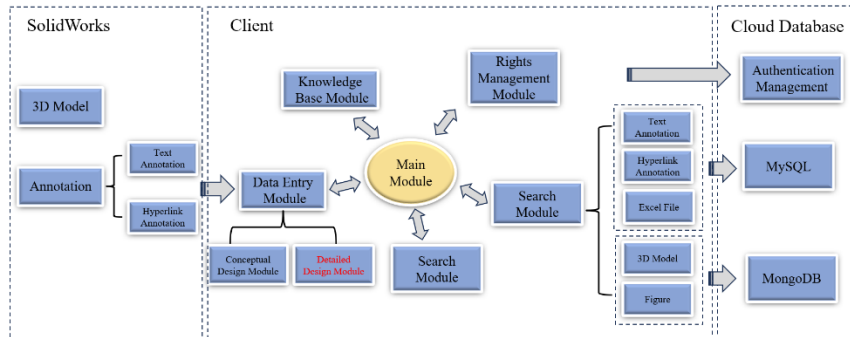 SolidWorks
3D Model
Annotation
Text
Annotation
Hyperlink
Annotation
Client
Knowledge
Base Module
Rights
Management
Module
Main
Module
Data Entry
Module
Conceptual
Design Module
Detailed
Design Module
Search
Module
Search
Module
Text
Annotation
Hyperlink
Annotation
Excel File
3D Model
Figure
Cloud Database
Authentication
Management
MySQL
MongoDB